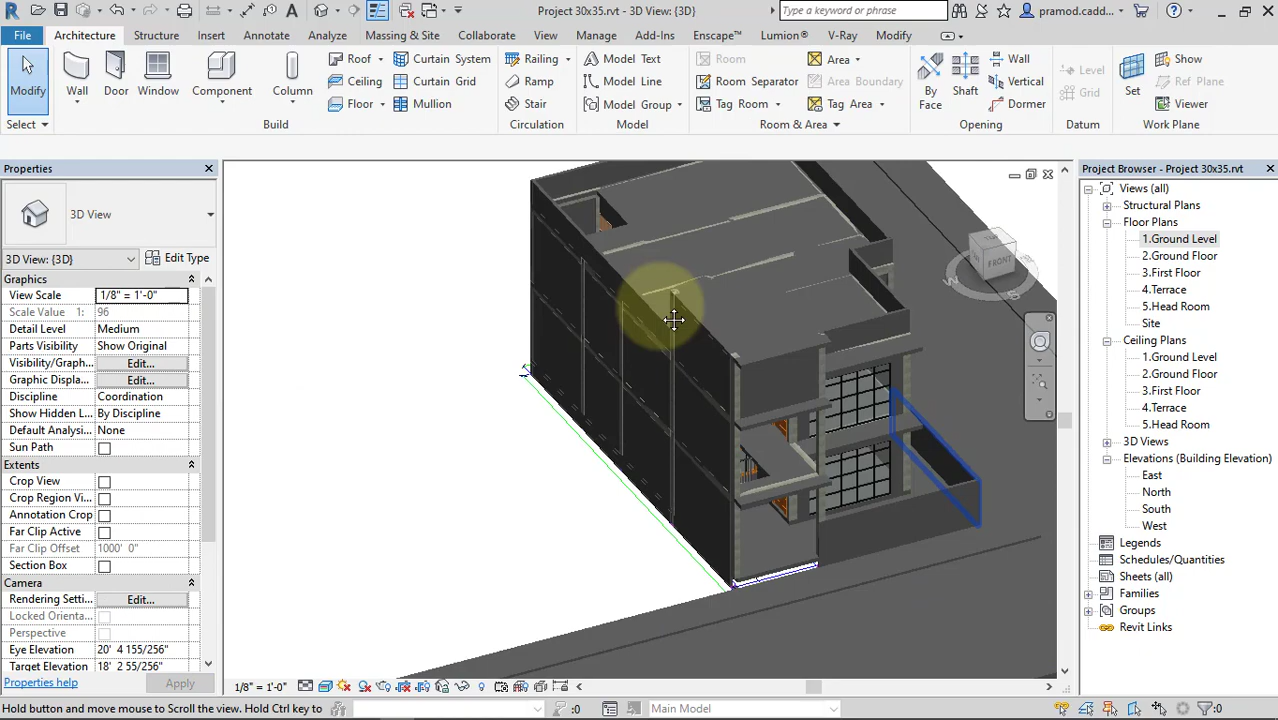 Project 30x35.rvt - 3D View: {3D}
Type a keyword or phrase
pramod.cadd...
File Architecture Structure Insert Annotate Analyze Massing & Site Collaborate View Manage Add-Ins Enscape™ Lumion® V-Ray Modify
Modify Wall Door Window Component Column
Roof Curtain System
Ceiling Curtain Grid
Floor Mullion
Railing
Ramp
Stair
Model Text
Model Line
Model Group
Room
Room Separator
Tag Room
Area
Area Boundary
Tag Area
By Face
Shaft
Wall
Vertical
Dormer
Level
Grid
Set
Show
Ref Plane
Viewer
Select Build Circulation Model Room & Area Opening Datum Work Plane
Properties
3D View
3D View: {3D} Edit Type
Graphics
View Scale 1/8" = 1'-0"
Scale Value 1: 96
Detail Level Medium
Parts Visibility Show Original
Visibility/Graph... Edit...
Graphic Displa... Edit...
Discipline Coordination
Show Hidden L... By Discipline
Default Analysi... None
Sun Path
Extents
Crop View
Crop Region Vi...
Annotation Crop
Far Clip Active
Far Clip Offset 1000' 0"
Section Box
Camera
Rendering Setti... Edit...
Locked Orienta...
Perspective
Eye Elevation 20' 4 155/256"
Target Elevation 18' 2 55/256"
Properties help Apply
FRONT
Project Browser - Project 30x35.rvt
Views (all)
Structural Plans
Floor Plans
1.Ground Level
2.Ground Floor
3.First Floor
4.Terrace
5.Head Room
Site
Ceiling Plans
1.Ground Level
2.Ground Floor
3.First Floor
4.Terrace
5.Head Room
3D Views
Elevations (Building Elevation)
East
North
South
West
Legends
Schedules/Quantities
Sheets (all)
Families
Groups
Revit Links
1/8" = 1'-0"
Hold button and move mouse to Scroll the view. Hold Ctrl key to
:0
Main Model
:0